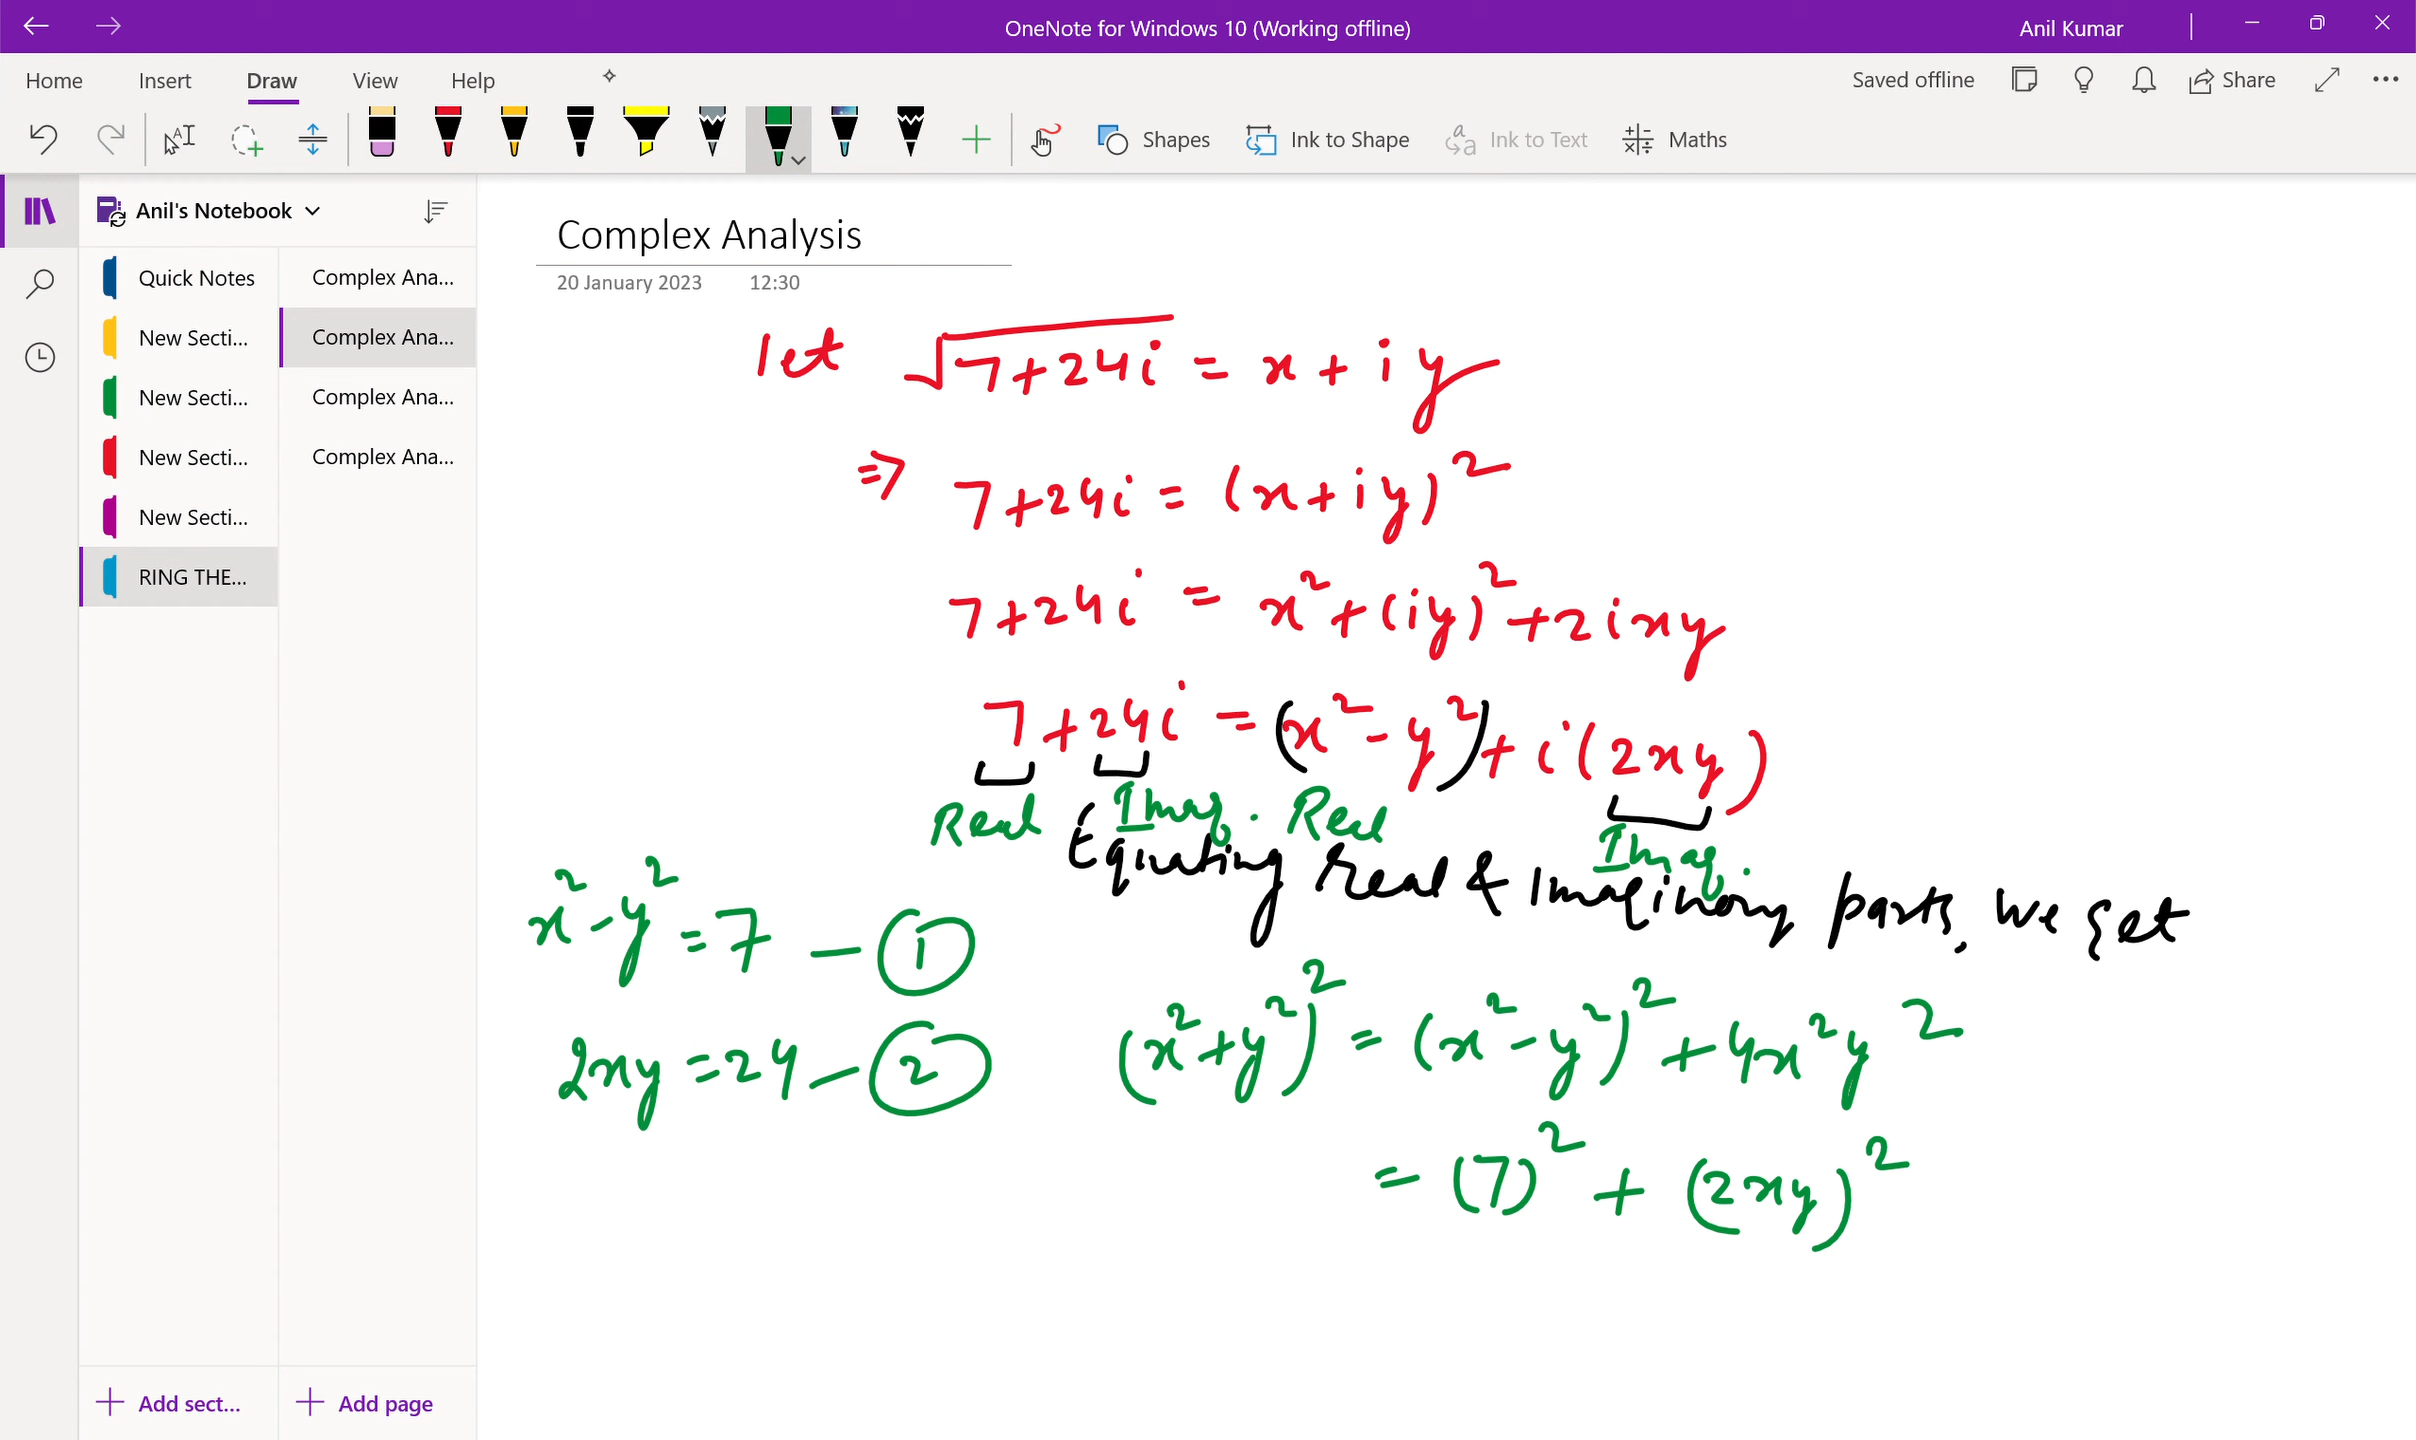 OneNote for Windows 10 (Working offline)
Anil Kumar
Home Insert Draw View Help
Saved offline Share
Shapes Ink to Shape Ink to Text Maths
Anil's Notebook
Quick Notes
New Secti...
New Secti...
New Secti...
New Secti...
RING THE...
Complex Ana...
Complex Ana...
Complex Ana...
Complex Ana...
Complex Analysis
20 January 2023 12:30
let √7+24i = x + iy
⇒ 7+24i = (x+iy)²
7+24i = x²+(iy)²+2ixy
7+24i = (x²-y²)+i(2xy)
Real Imag. Real Imag.
Equating real & Imaginory parts, we get
x²-y²=7 - ①
2xy=24 - ②
(x²+y²)² = (x²-y²)²+4x²y²
= (7)² + (2xy)²
Add sect...
Add page